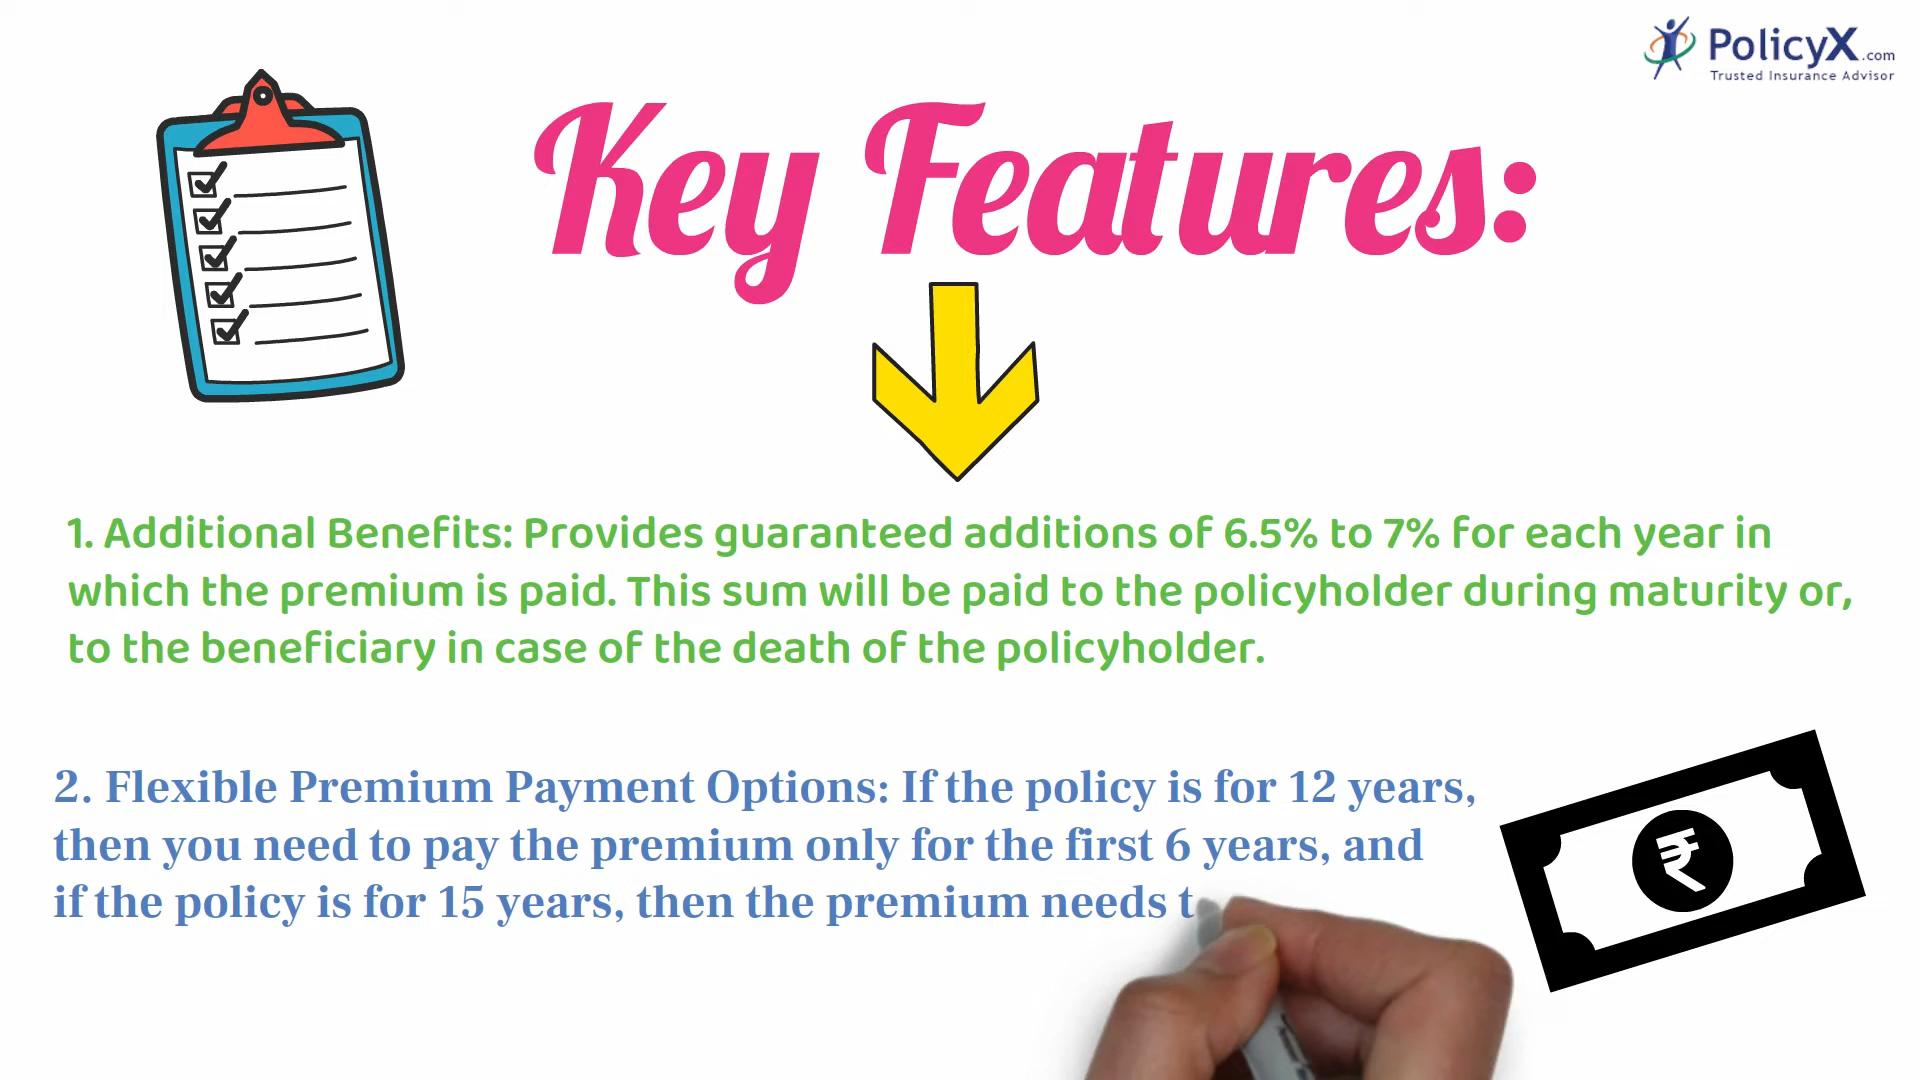 PolicyX.com
Trusted Insurance Advisor
Key Features:
1. Additional Benefits: Provides guaranteed additions of 6.5% to 7% for each year in
which the premium is paid. This sum will be paid to the policyholder during maturity or,
to the beneficiary in case of the death of the policyholder.
2. Flexible Premium Payment Options: If the policy is for 12 years,
then you need to pay the premium only for the first 6 years, and
if the policy is for 15 years, then the premium needs t
₹